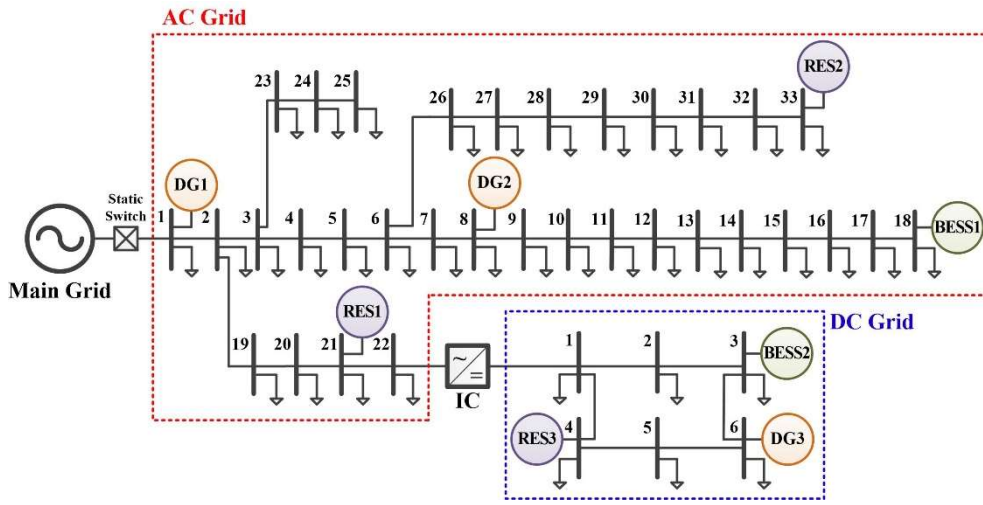 AC Grid
23 24 25
RES2
26 27 28 29 30 31 32 33
DG1
DG2
Static
Switch
1 2 3 4 5 6 7 8 9 10 11 12 13 14 15 16 17 18
BESS1
Main Grid
RES1
DC Grid
19 20 21 22
1 2 3
BESS2
IC
RES3
4 5 6
DG3